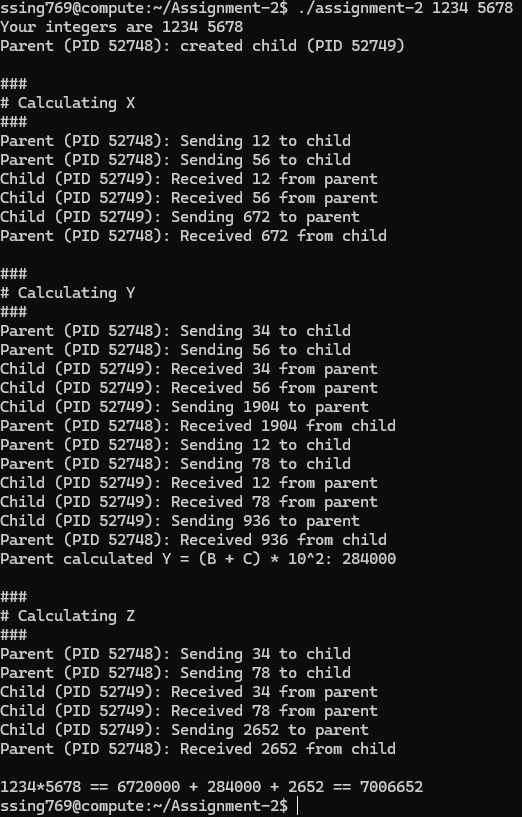 ssing769@compute:~/Assignment-2$ ./assignment-2 1234 5678
Your integers are 1234 5678
Parent (PID 52748): created child (PID 52749)
###
# Calculating X
###
Parent (PID 52748): Sending 12 to child
Parent (PID 52748): Sending 56 to child
Child (PID 52749): Received 12 from parent
Child (PID 52749): Received 56 from parent
Child (PID 52749): Sending 672 to parent
Parent (PID 52748): Received 672 from child
###
# Calculating Y
###
Parent (PID 52748): Sending 34 to child
Parent (PID 52748): Sending 56 to child
Child (PID 52749): Received 34 from parent
Child (PID 52749): Received 56 from parent
Child (PID 52749): Sending 1904 to parent
Parent (PID 52748): Received 1904 from child
Parent (PID 52748): Sending 12 to child
Parent (PID 52748): Sending 78 to child
Child (PID 52749): Received 12 from parent
Child (PID 52749): Received 78 from parent
Child (PID 52749): Sending 936 to parent
Parent (PID 52748): Received 936 from child
Parent calculated Y = (B + C) * 10^2: 284000
###
# Calculating Z
###
Parent (PID 52748): Sending 34 to child
Parent (PID 52748): Sending 78 to child
Child (PID 52749): Received 34 from parent
Child (PID 52749): Received 78 from parent
Child (PID 52749): Sending 2652 to parent
Parent (PID 52748): Received 2652 from child
1234*5678 == 6720000 + 284000 + 2652 == 7006652
ssing769@compute:~/Assignment-2$